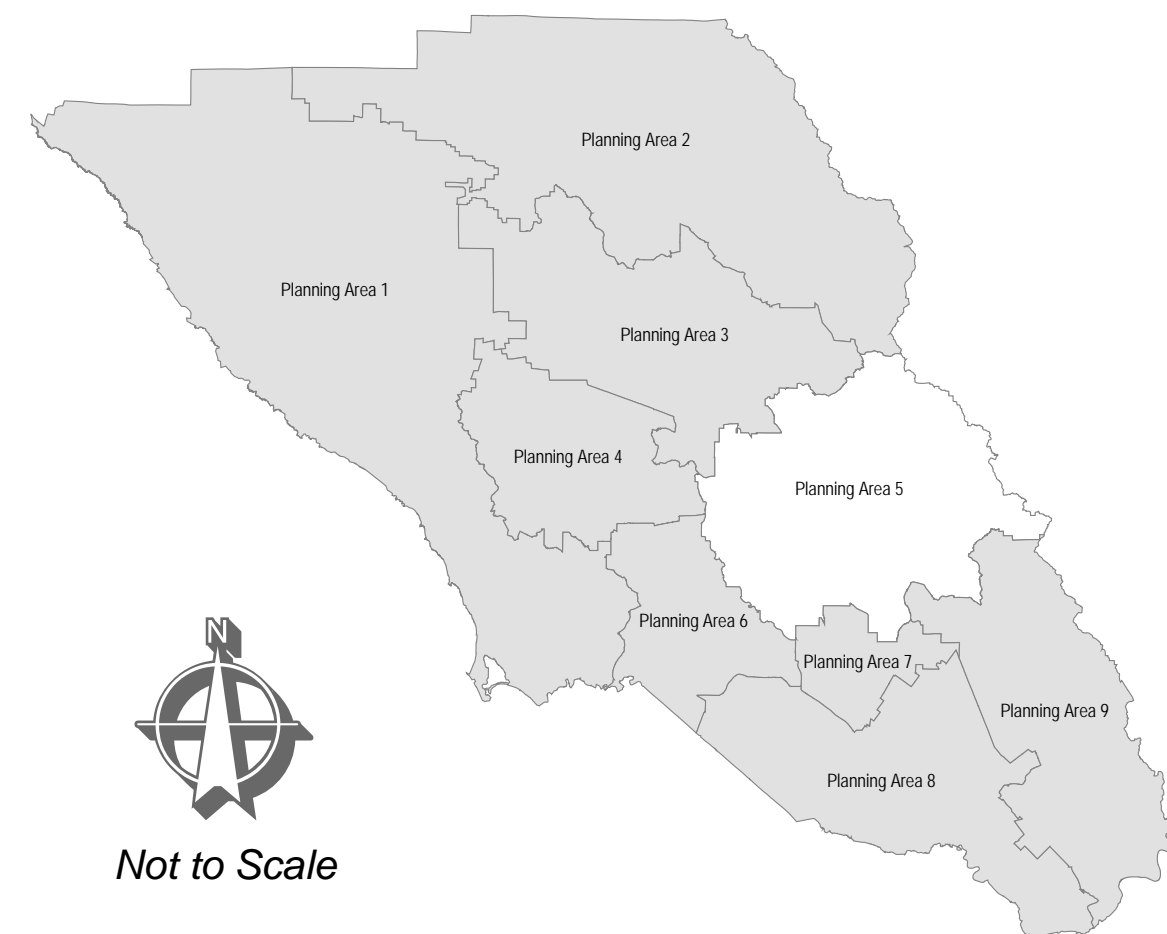 Planning Area 2
Planning Area 1
Planning Area 3
Planning Area 4
Planning Area 5
Planning Area 6
Planning Area 7
Planning Area 9
Planning Area 8
N
Not to Scale